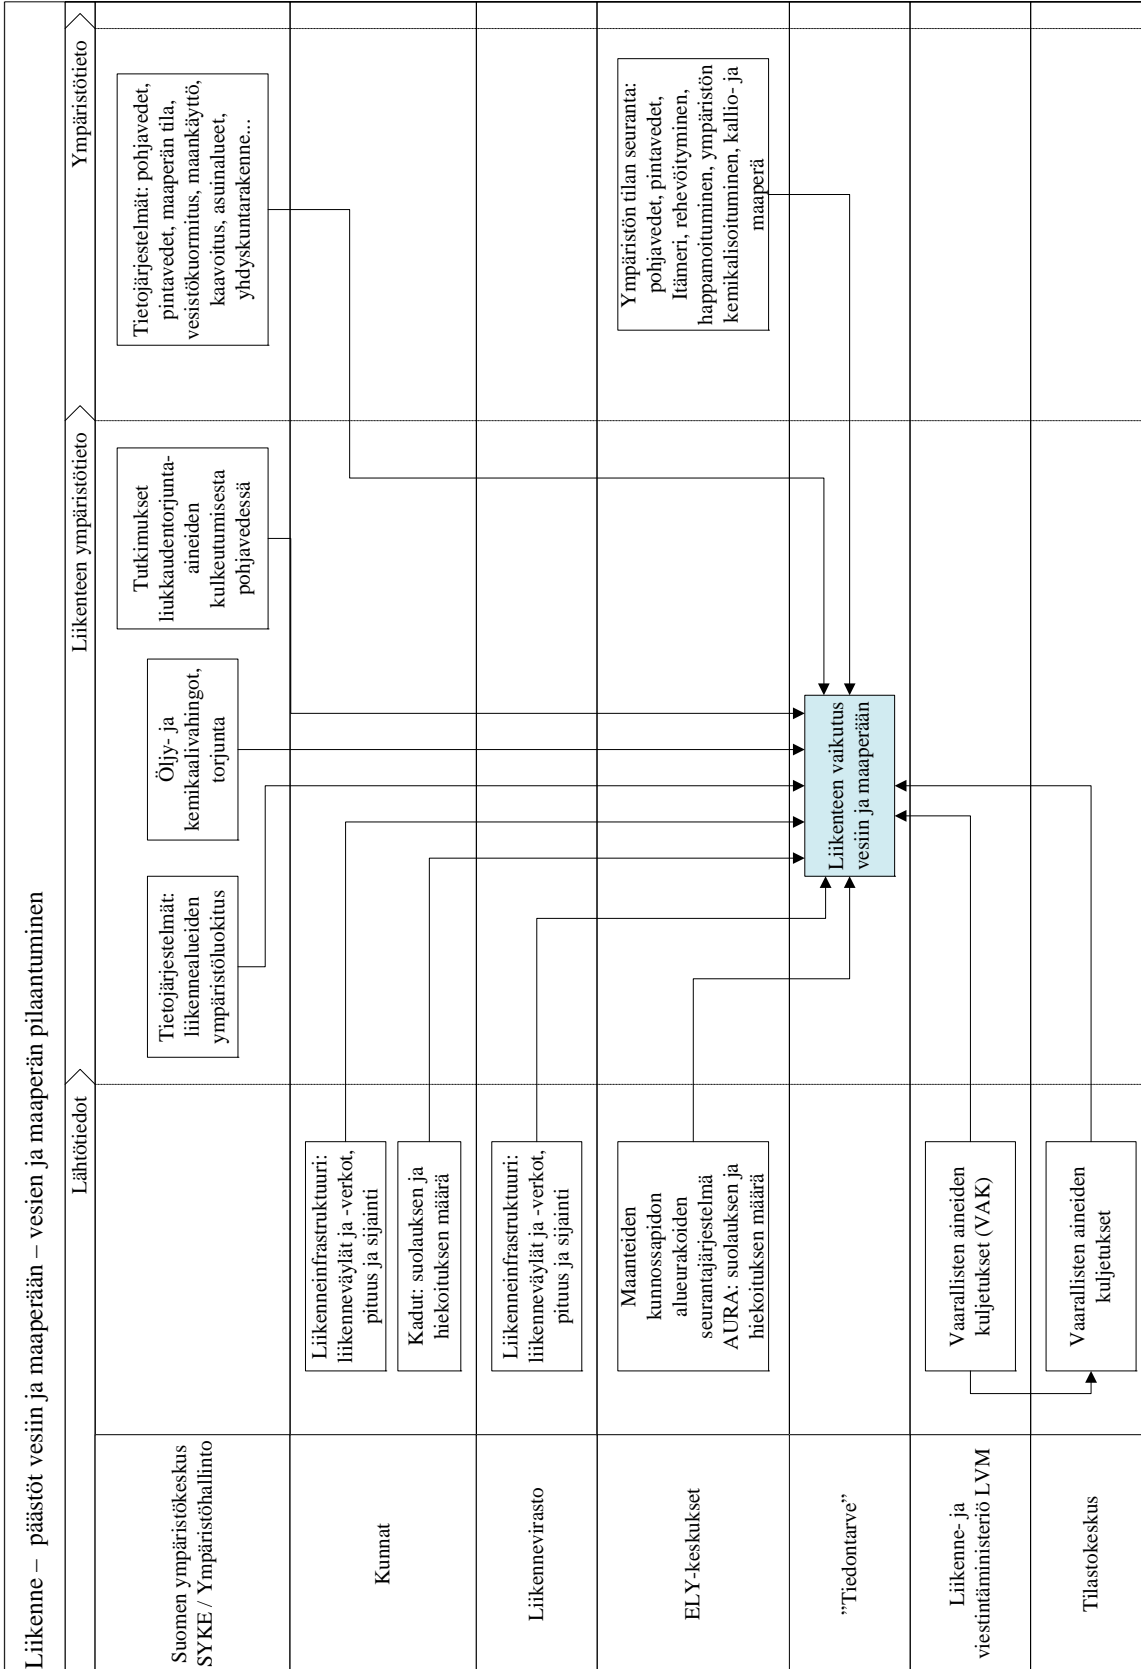 Liikenne – päästöt vesiin ja maaperään – vesien ja maaperän pilaantuminen
Lähtötiedot
Liikenteen ympäristötieto
Ympäristötieto
Suomen ympäristökeskus
SYKE / Ympäristöhallinto
Tietojärjestelmät:
liikennealueiden
ympäristöluokitus
Öljy- ja
kemikaalivahingot,
torjunta
Tutkimukset
liukkaudentorjunta-
aineiden
kulkeutumisesta
pohjavedessä
Tietojärjestelmät: pohjavedet,
pintavedet, maaperän tila,
vesistökuormitus, maankäyttö,
kaavoitus, asuinalueet,
yhdyskuntarakenne...
Kunnat
Liikenneinfrastruktuuri:
liikenneväylät ja -verkot,
pituus ja sijainti
Kadut: suolauksen ja
hiekoituksen määrä
Liikennevirasto
Liikenneinfrastruktuuri:
liikenneväylät ja -verkot,
pituus ja sijainti
ELY-keskukset
Maanteiden
kunnossapidon
alueurakoiden
seurantajärjestelmä
AURA: suolauksen ja
hiekoituksen määrä
Ympäristön tilan seuranta:
pohjavedet, pintavedet,
Itämeri, rehevöityminen,
happamoituminen, ympäristön
kemikalisoituminen, kallio- ja
maaperä
”Tiedontarve”
Liikenteen vaikutus
vesiin ja maaperään
Liikenne- ja
viestintäministeriö LVM
Vaarallisten aineiden
kuljetukset (VAK)
Tilastokeskus
Vaarallisten aineiden
kuljetukset